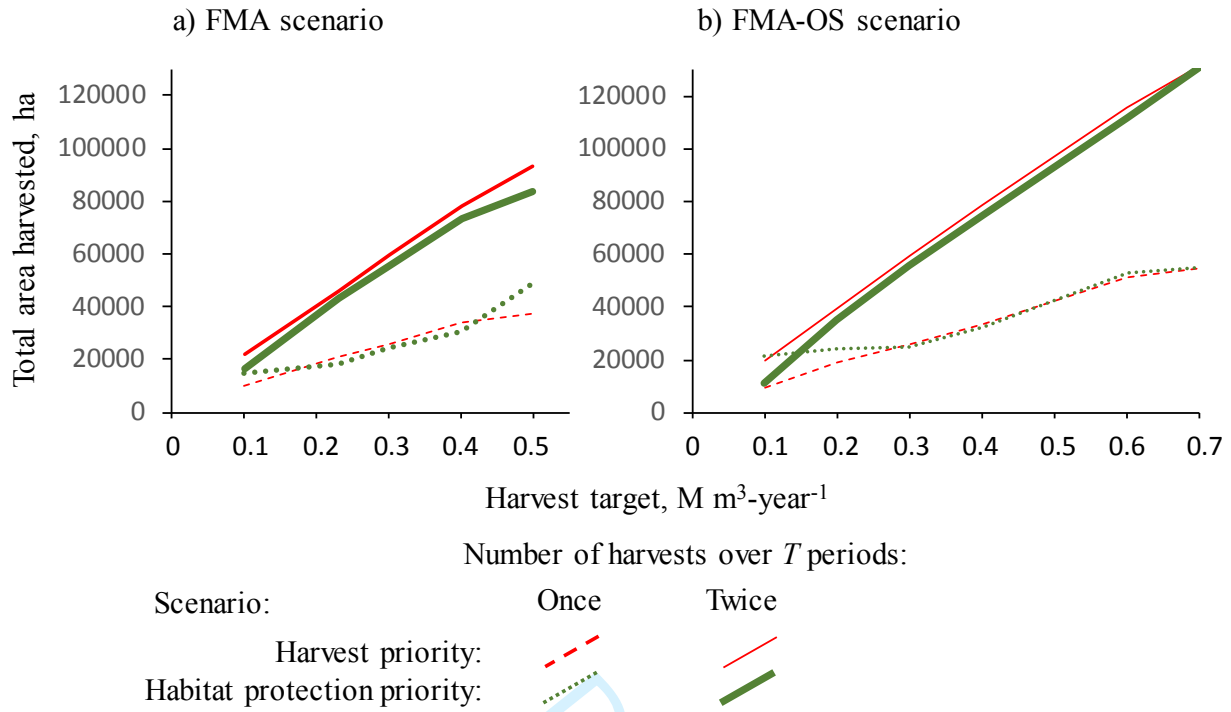 a) FMA scenario
b) FMA-OS scenario
Total area harvested, ha
120000
100000
80000
60000
40000
20000
0
0 0.1 0.2 0.3 0.4 0.5
120000
100000
80000
60000
40000
20000
0
0 0.1 0.2 0.3 0.4 0.5 0.6 0.7
Harvest target, M m³-year⁻¹
Number of harvests over T periods:
Scenario: Once Twice
Harvest priority:
Habitat protection priority: